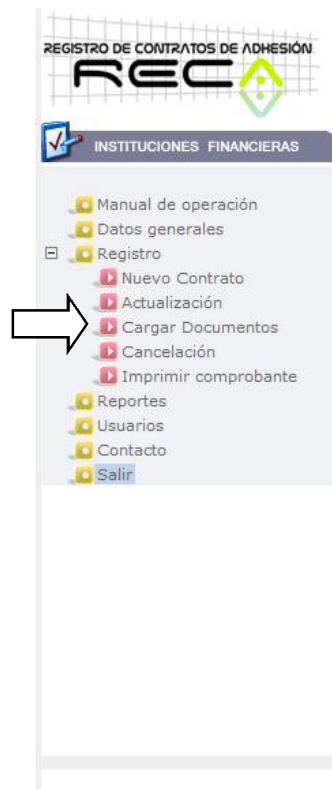 REGISTRO DE CONTRATOS DE ADHESIÓN
RECA
INSTITUCIONES FINANCIERAS
Manual de operación
Datos generales
Registro
Nuevo Contrato
Actualización
Cargar Documentos
Cancelación
Imprimir comprobante
Reportes
Usuarios
Contacto
Salir